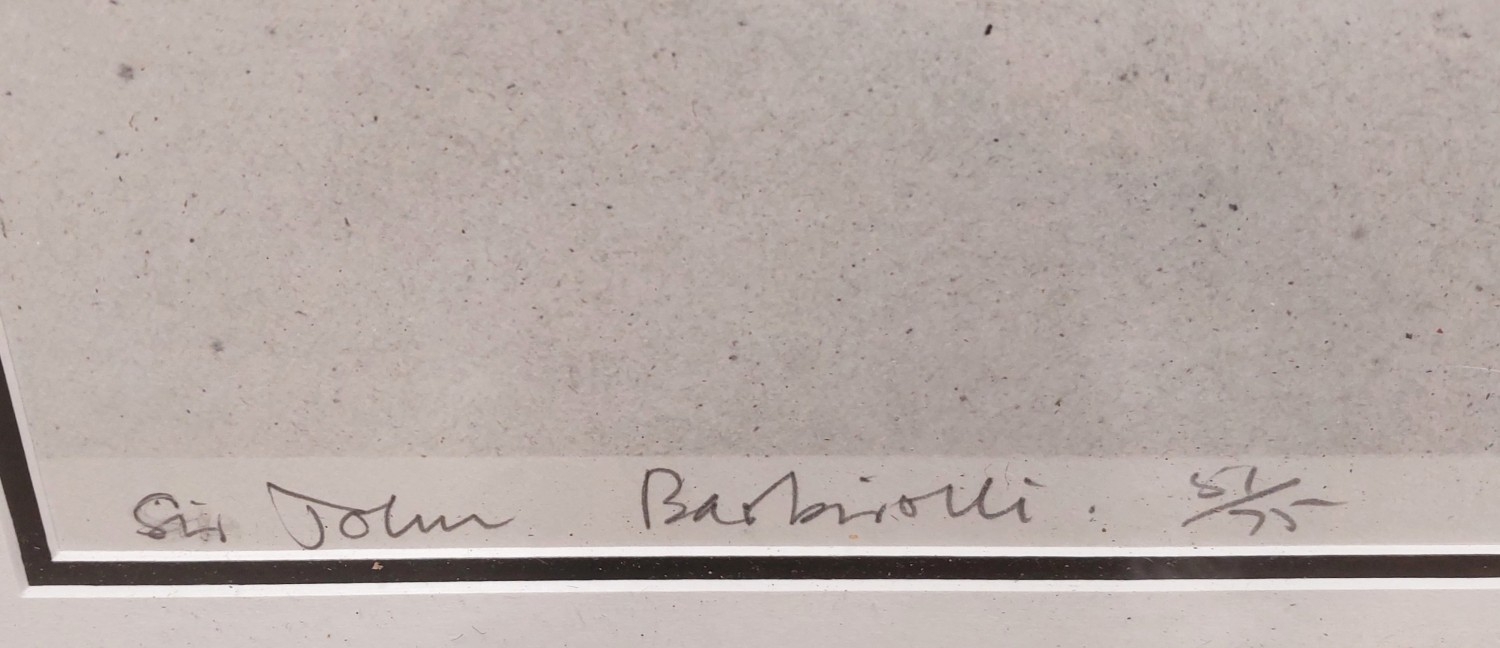 Sir John Barbirolli : 51/75